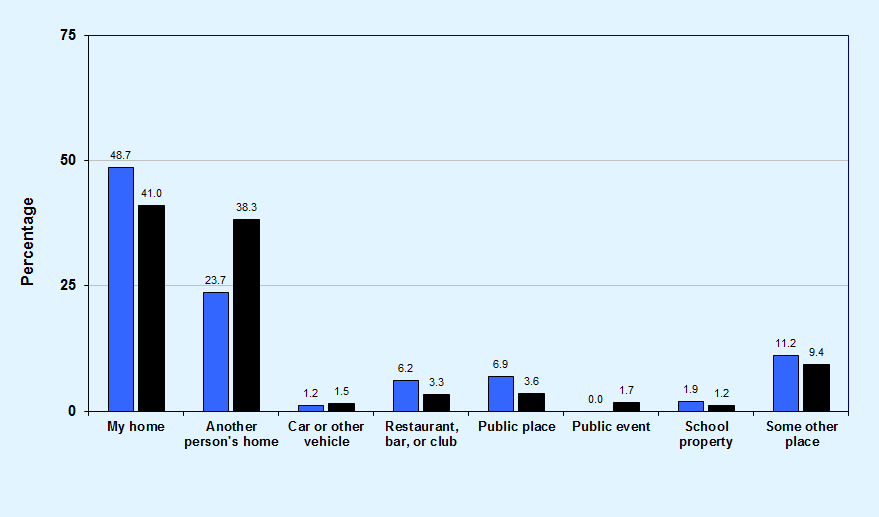 75
50
25
0
Percentage
48.7
41.0
23.7
38.3
1.2
1.5
6.2
3.3
6.9
3.6
0.0
1.7
1.9
1.2
11.2
9.4
My home
Another
person's home
Car or other
vehicle
Restaurant,
bar, or club
Public place
Public event
School
property
Some other
place